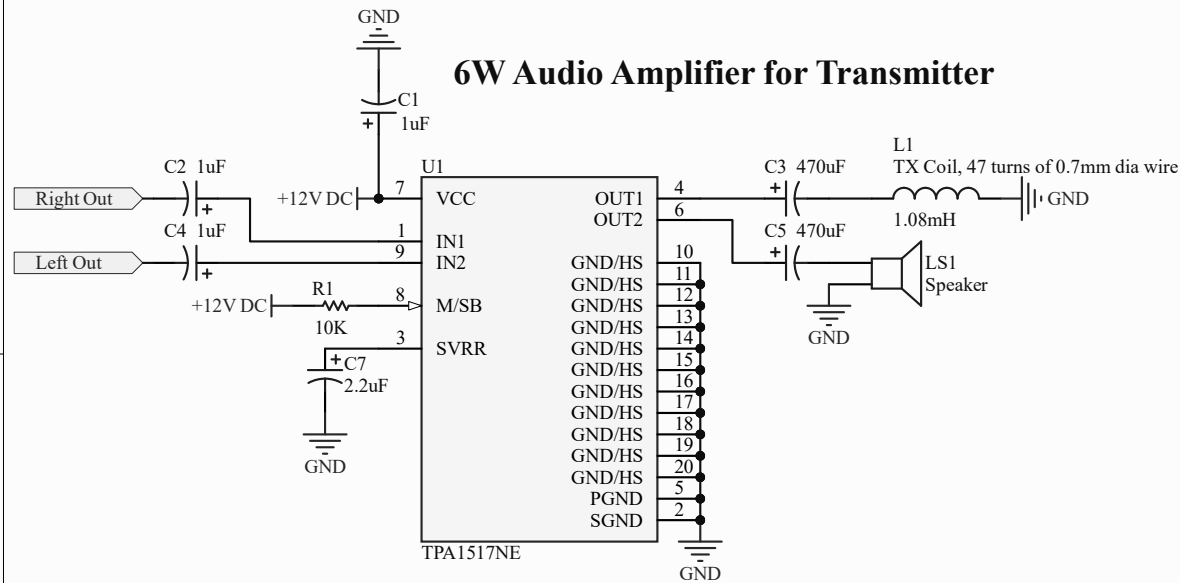 GND
6W Audio Amplifier for Transmitter
C1
1uF
C2 1uF
Right Out
+12V DC
C4 1uF
Left Out
+12V DC
R1
10K
C7
2.2uF
GND
U1
7 VCC
1 IN1
9 IN2
8 M/SB
3 SVRR
OUT1 4
OUT2 6
GND/HS 10
GND/HS 11
GND/HS 12
GND/HS 13
GND/HS 14
GND/HS 15
GND/HS 16
GND/HS 17
GND/HS 18
GND/HS 19
GND/HS 20
PGND 5
SGND 2
TPA1517NE
GND
C3 470uF
L1
TX Coil, 47 turns of 0.7mm dia wire
1.08mH
GND
C5 470uF
LS1
Speaker
GND